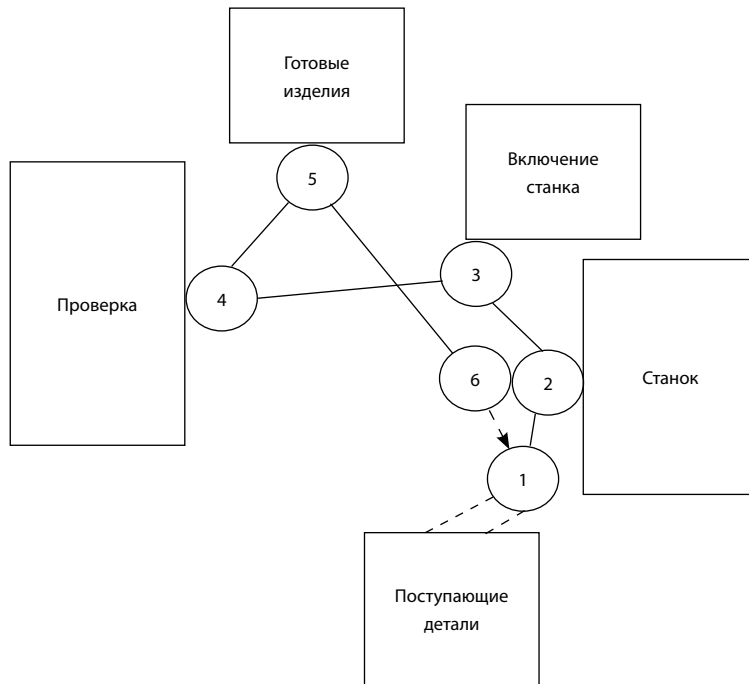 Готовые
изделия
5
Включение
станка
3
Проверка
4
Станок
6
2
1
Поступающие
детали